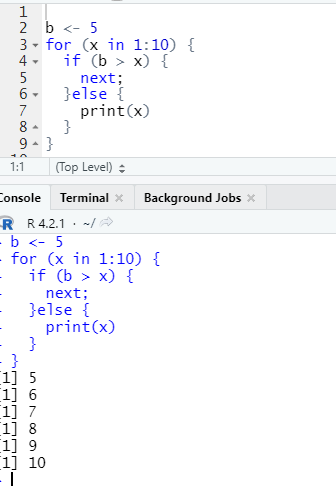 1
2 b <- 5
3 for (x in 1:10) {
4 if (b > x) {
5 next;
6 }else {
7 print(x)
8 }
9 }
1:1 (Top Level)
Console Terminal Background Jobs
R R 4.2.1 · ~/
b <- 5
for (x in 1:10) {
if (b > x) {
next;
}else {
print(x)
}
}
[1] 5
[1] 6
[1] 7
[1] 8
[1] 9
[1] 10